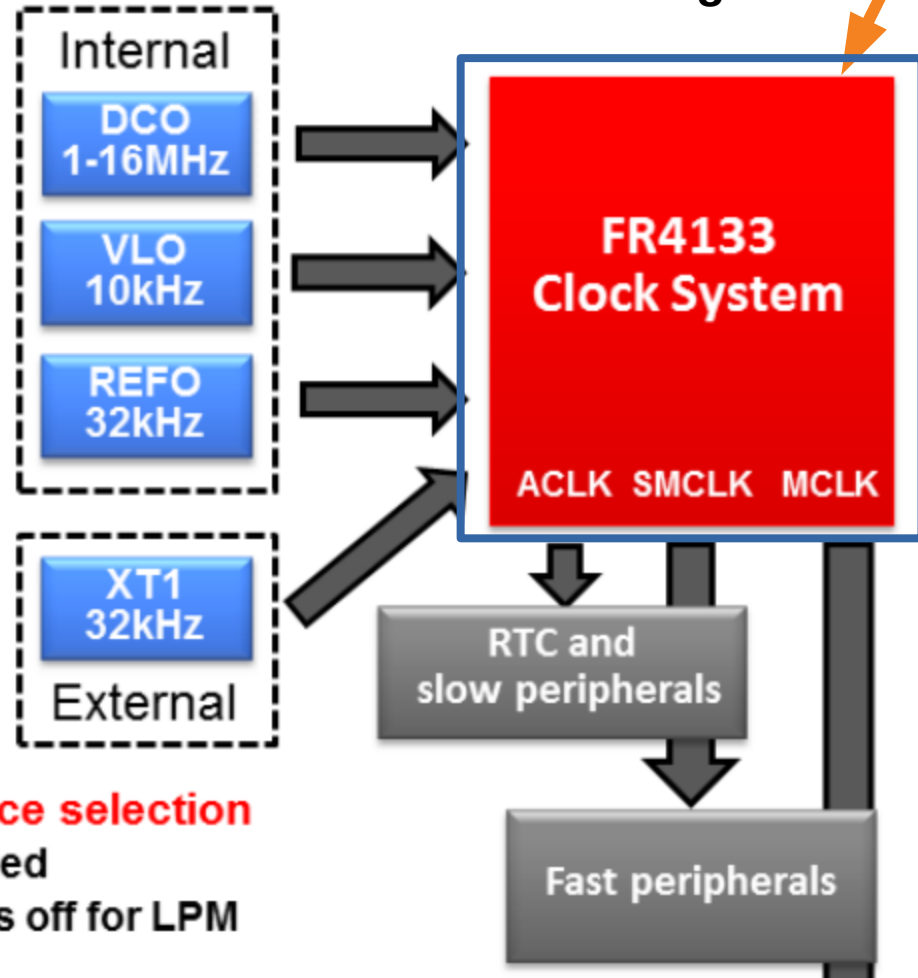 Internal
DCO
1-16MHz
VLO
10kHz
REFO
32kHz
XT1
32kHz
External
FR4133
Clock System
ACLK SMCLK MCLK
RTC and
slow peripherals
Fast peripherals
ce selection
ed
s off for LPM